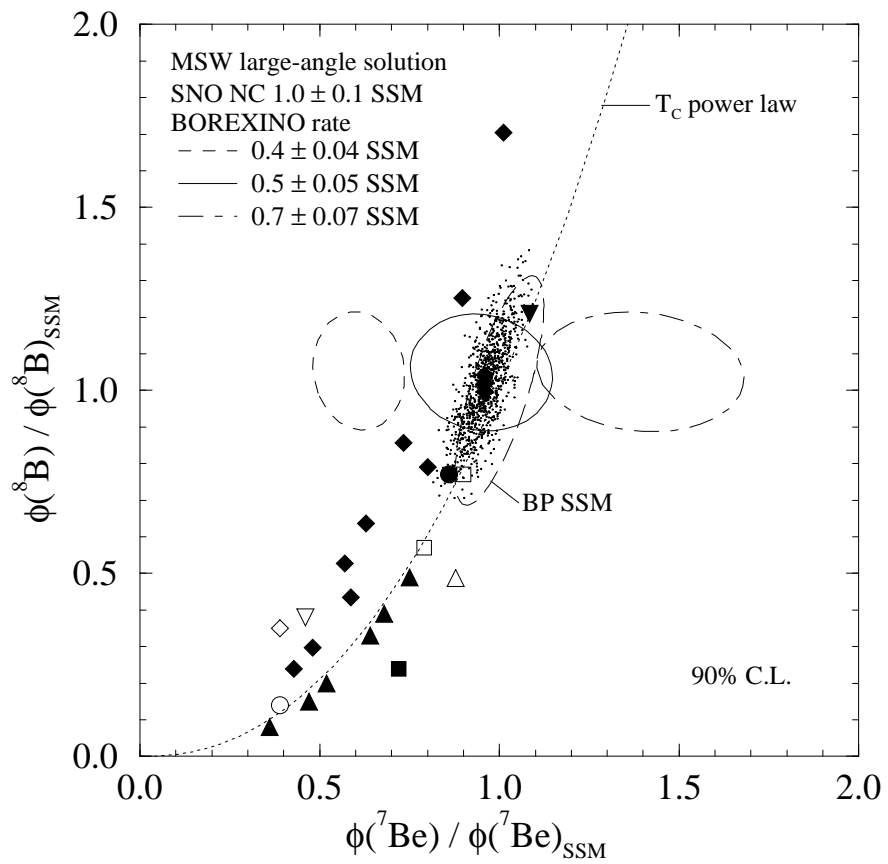 2.0
1.5
1.0
0.5
0.0
0.0 0.5 1.0 1.5 2.0
ϕ(⁸B) / ϕ(⁸B)SSM
ϕ(⁷Be) / ϕ(⁷Be)SSM
MSW large-angle solution
SNO NC 1.0 ± 0.1 SSM
BOREXINO rate
0.4 ± 0.04 SSM
0.5 ± 0.05 SSM
0.7 ± 0.07 SSM
TC power law
BP SSM
90% C.L.